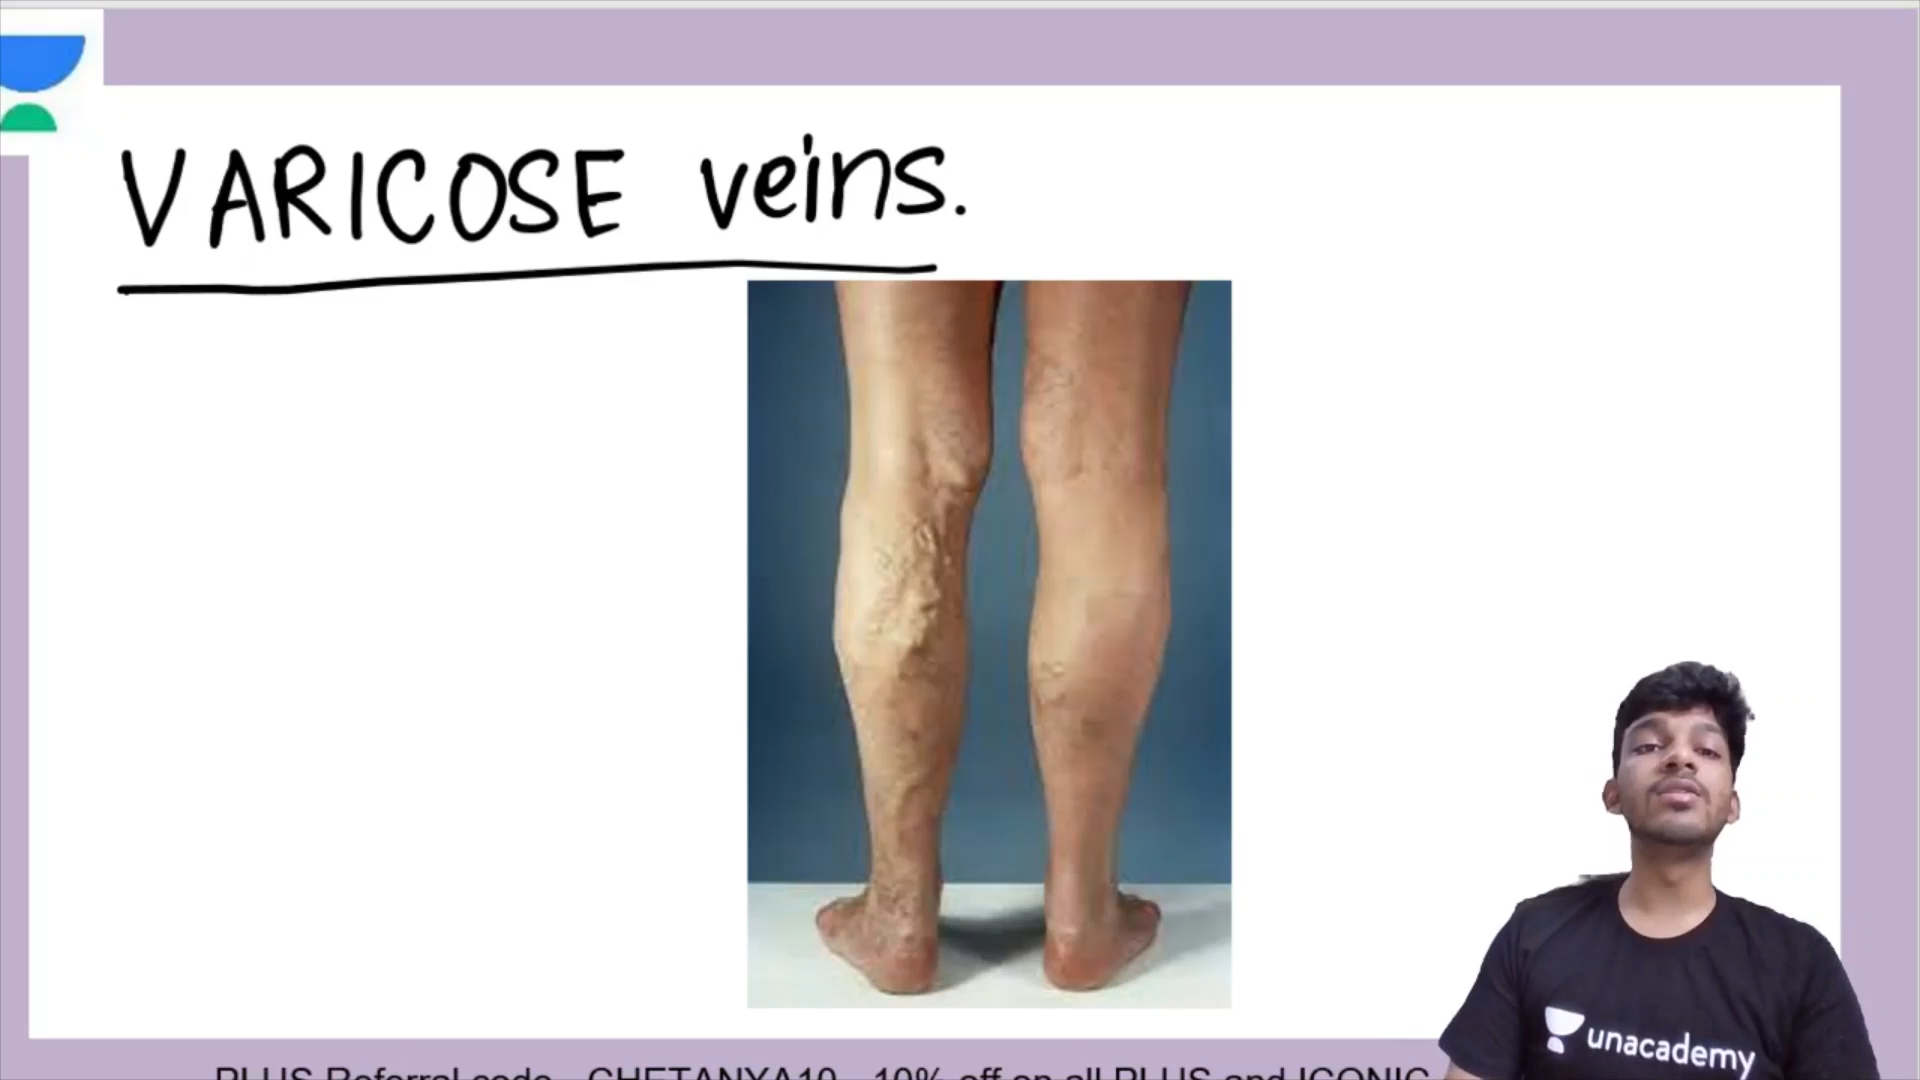 VARICOSE veins.
unacademy
PLUS Referral code - CHETANYA10 - 10% off on all PLUS and ICONIC